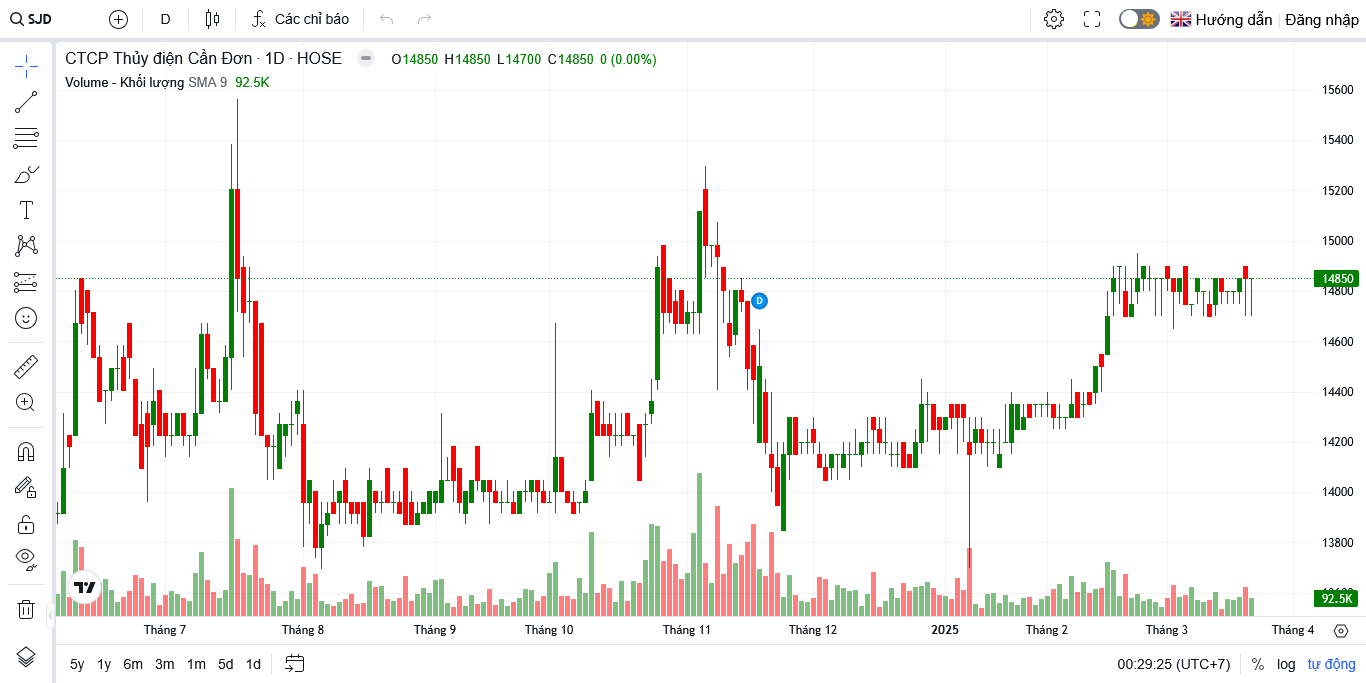 SJD D Các chỉ báo Hướng dẫn Đăng nhập
CTCP Thủy điện Cần Đơn · 1D · HOSE O14850 H14850 L14700 C14850 0 (0.00%)
Volume - Khối lượng SMA 9 92.5K
15600
15400
15200
15000
14850
14800
14600
14400
14200
14000
13800
92.5K
D
Tháng 7 Tháng 8 Tháng 9 Tháng 10 Tháng 11 Tháng 12 2025 Tháng 2 Tháng 3 Tháng 4
5y 1y 6m 3m 1m 5d 1d 00:29:25 (UTC+7) % log tự động